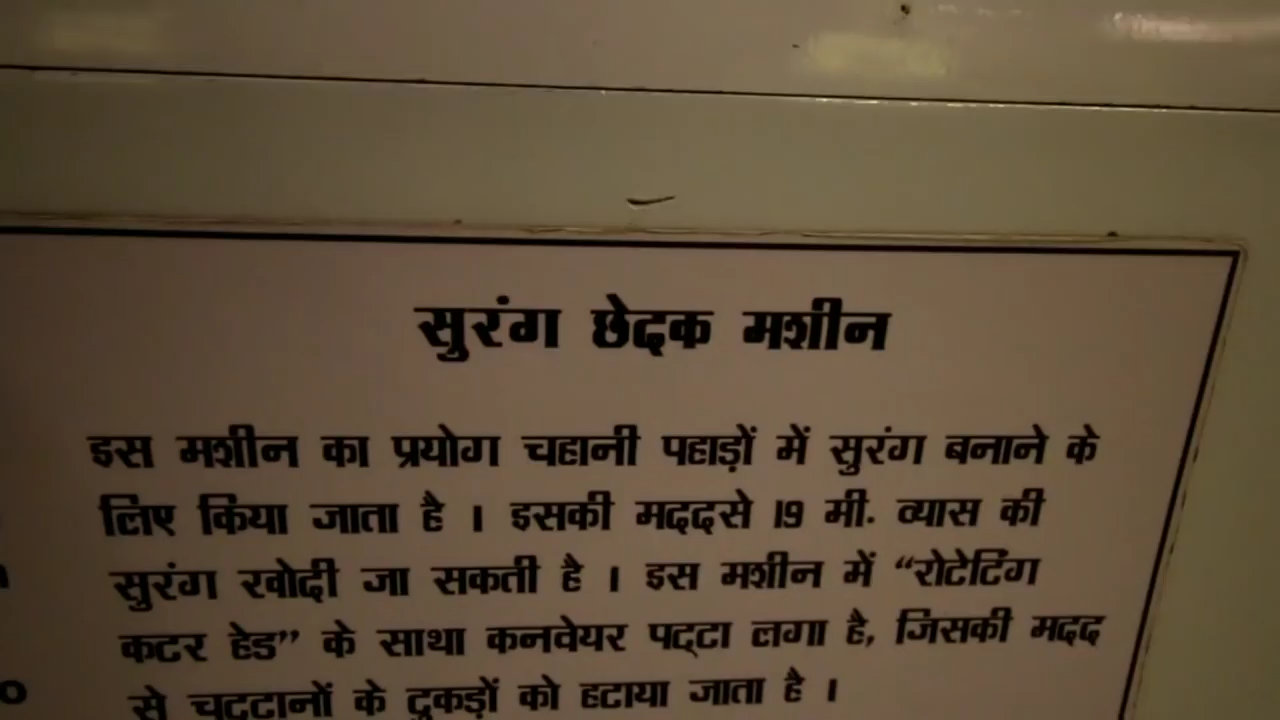 सुरंग छेदक मशीन
इस मशीन का प्रयोग चहानी पहाड़ों में सुरंग बनाने के
लिए किया जाता है । इसकी मददसे 19 मी. व्यास की
सुरंग खोदी जा सकती है । इस मशीन में “रोटेटिंग
कटर हेड” के साथा कनवेयर पट्टा लगा है, जिसकी मदद
से चट्टानों के टुकड़ों को हटाया जाता है ।